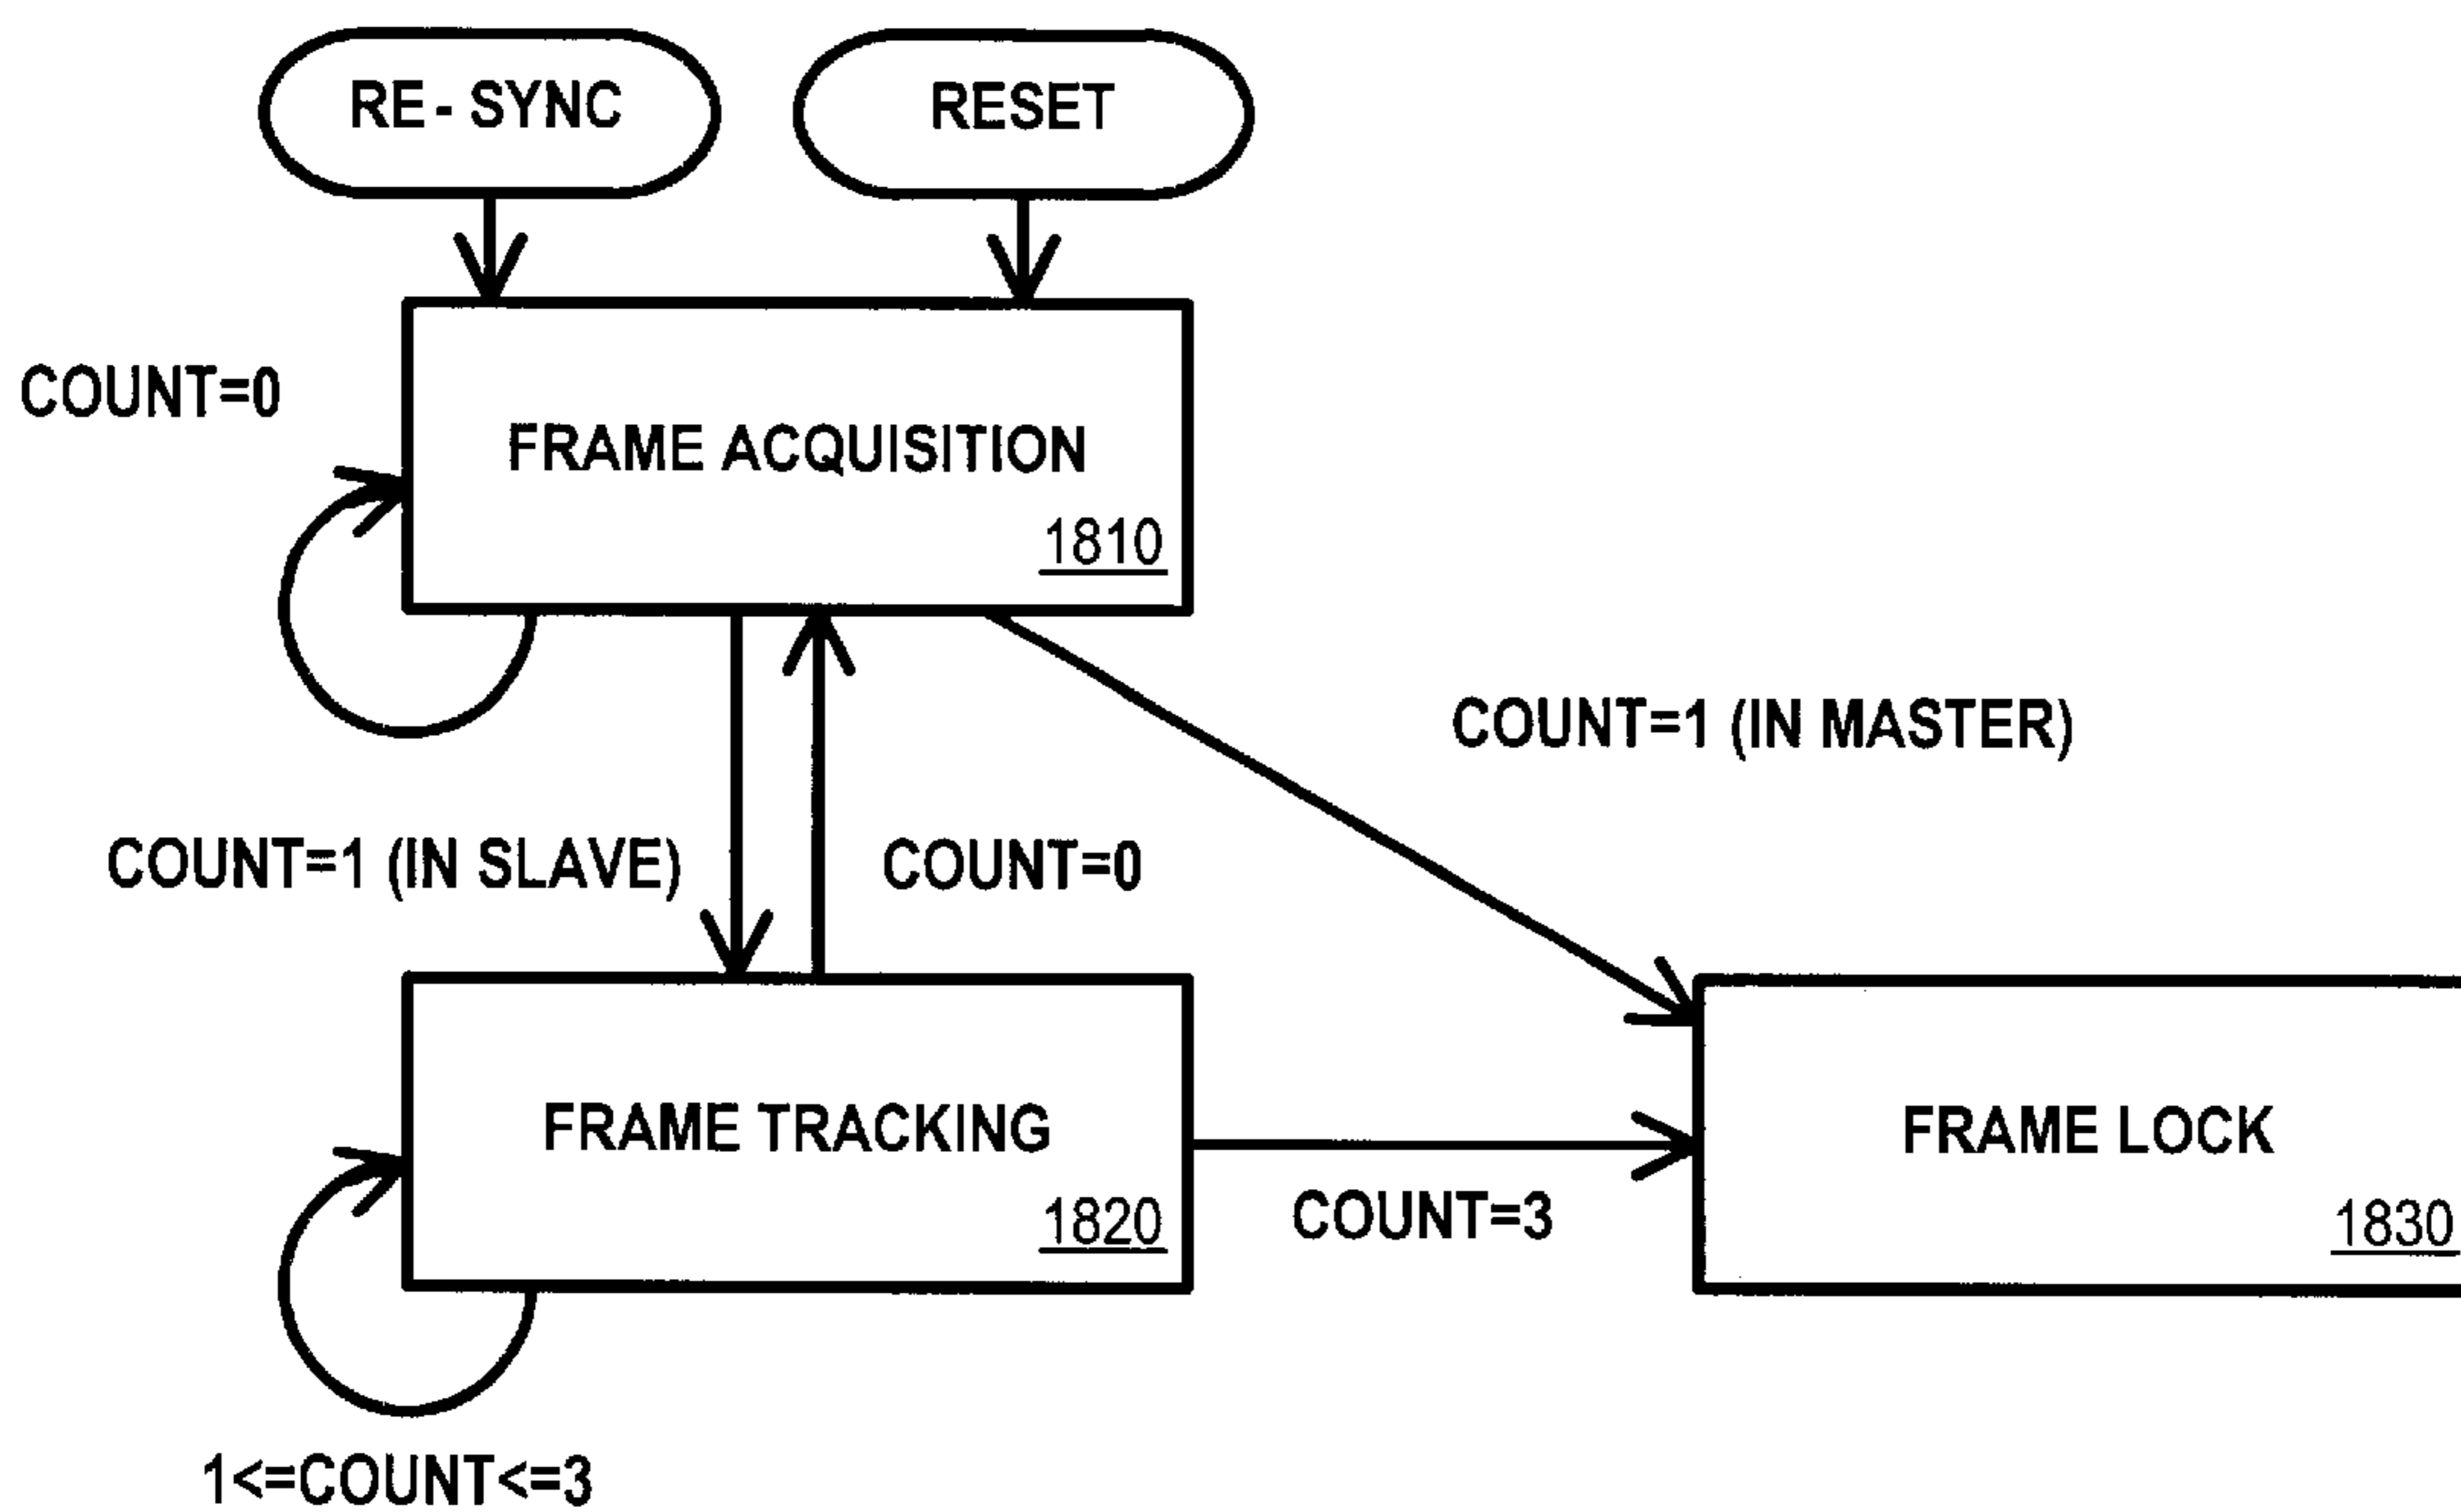 RE - SYNC
RESET
COUNT=0
FRAME ACQUISITION
1810
COUNT=1 (IN MASTER)
COUNT=1 (IN SLAVE)
COUNT=0
FRAME TRACKING
1820
COUNT=3
FRAME LOCK
1830
1<=COUNT<=3